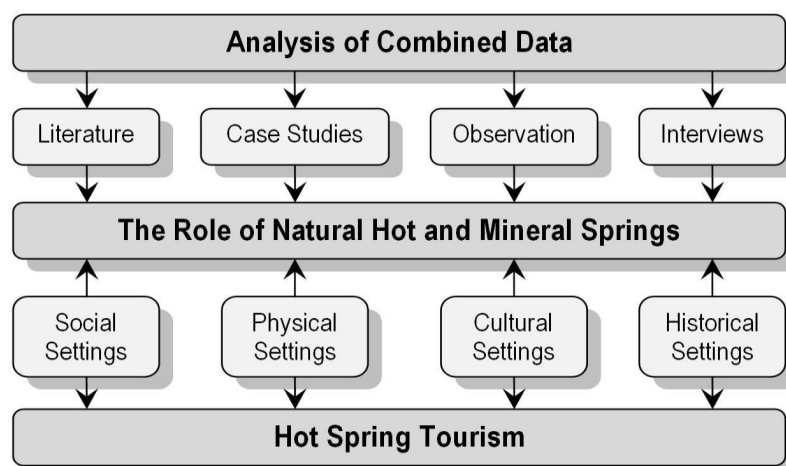 Analysis of Combined Data
Literature
Case Studies
Observation
Interviews
The Role of Natural Hot and Mineral Springs
Social
Settings
Physical
Settings
Cultural
Settings
Historical
Settings
Hot Spring Tourism